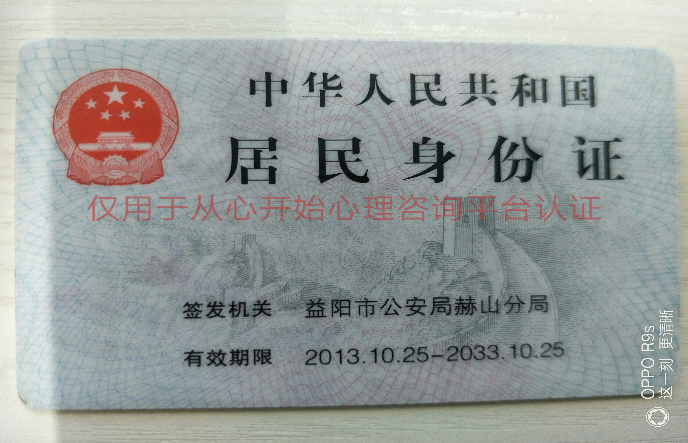 中华人民共和国
居民身份证
仅用于从心开始心理咨询平台认证
签发机关 益阳市公安局赫山分局
有效期限 2013.10.25-2033.10.25
OPPO R9s
这一刻 更清晰